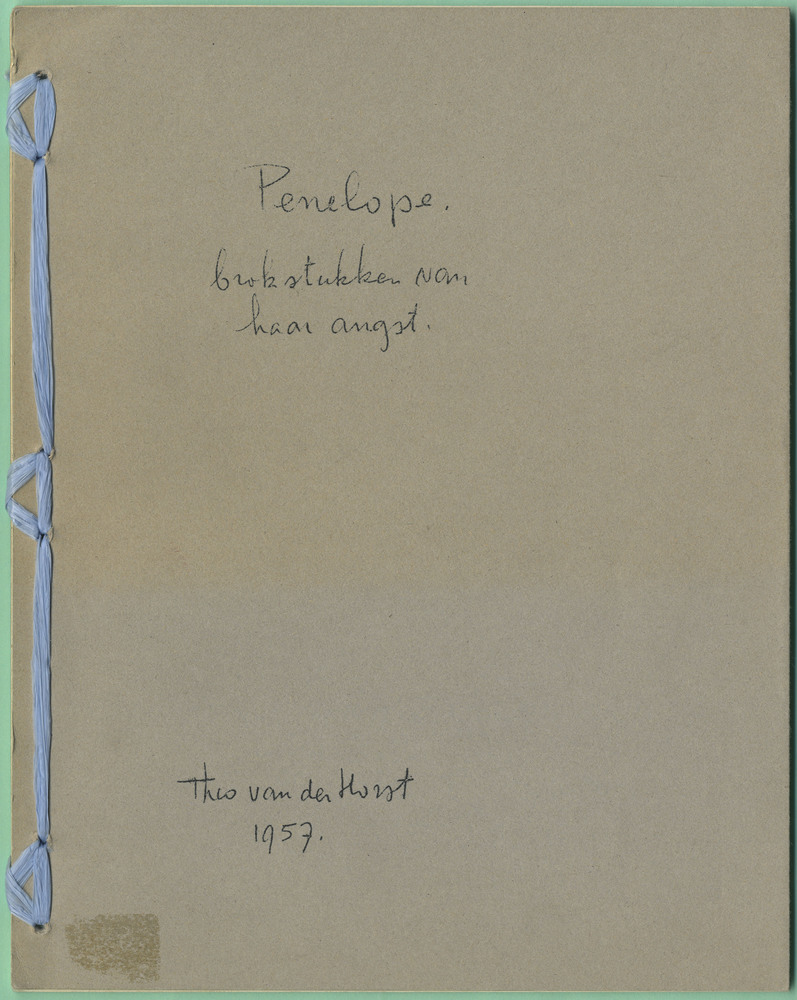 Penelope.
brokstukken van
haar angst.
Theo van der Horst
1957.